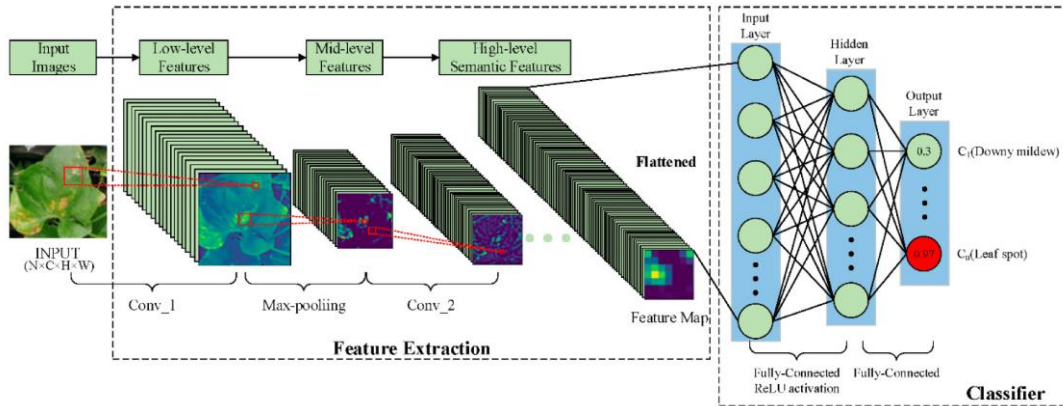 Input
Images
Low-level
Features
Mid-level
Features
High-level
Semantic Features
INPUT
(N×C×H×W)
Conv_1
Max-pooliing
Conv_2
Flattened
Feature Map
Feature Extraction
Input
Layer
Hidden
Layer
Output
Layer
0.3
C₁(Downy mildew)
0.97
Cₙ(Leaf spot)
Fully-Connected
ReLU activation
Fully-Connected
Classifier